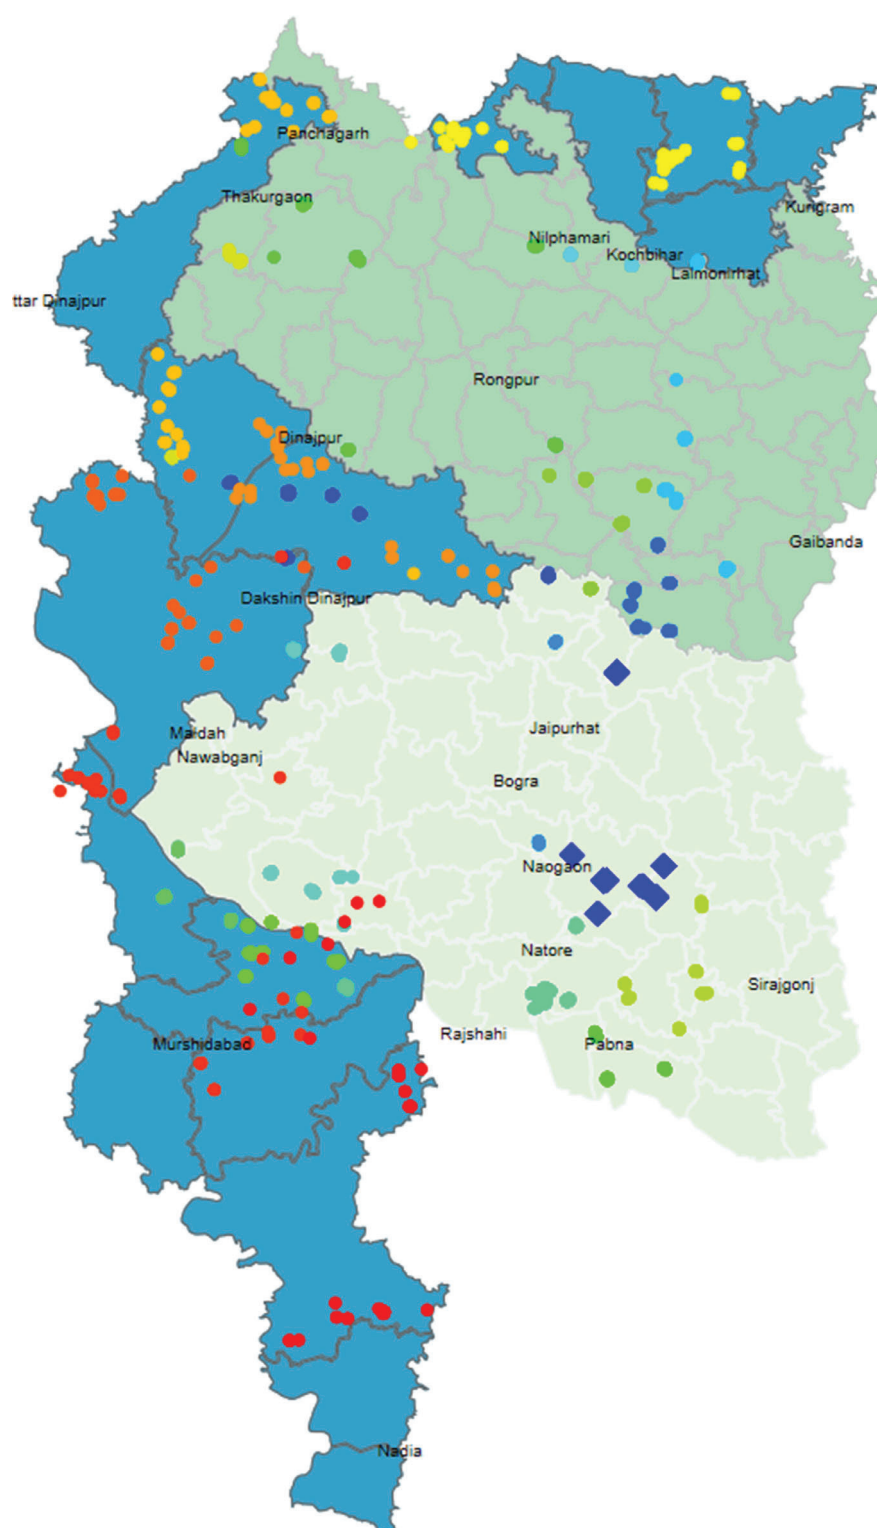 Panchagarh
Thakurgaon
Kurigram
Nilphamari
Kochbihar
Lalmonirhat
ttar Dinajpur
Rongpur
Dinajpur
Gaibanda
Dakshin Dinajpur
Maldah
Nawabganj
Jaipurhat
Bogra
Naogaon
Natore
Sirajgonj
Rajshahi
Pabna
Murshidabad
Nadia